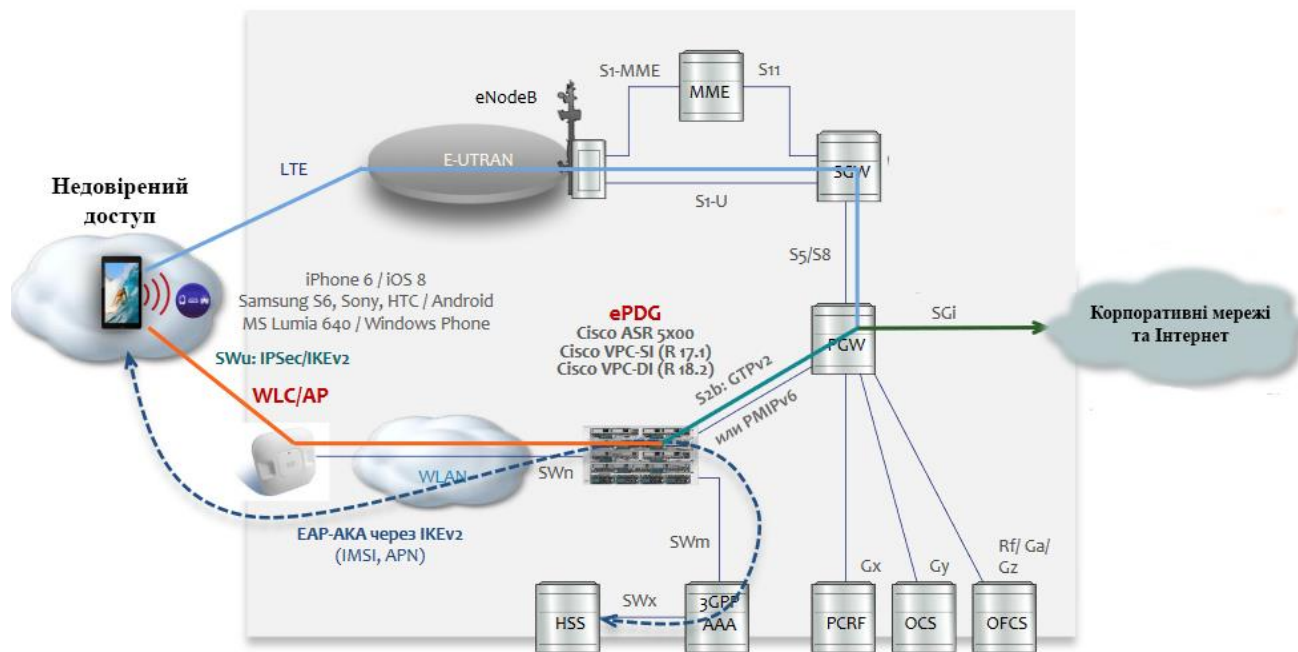 S1-MME
S11
MME
eNodeB
E-UTRAN
SGW
LTE
S1-U
Недовірений
доступ
S5/S8
iPhone 6 / iOS 8
Samsung S6, Sony, HTC / Android
MS Lumia 640 / Windows Phone
ePDG
Cisco ASR 5x00
Cisco VPC-SI (R 17.1)
Cisco VPC-DI (R 18.2)
SGi
Корпоративні мережі
та Інтернет
PGW
SWu: IPSec/IKEv2
S2b: GTPv2
или PMIPv6
WLC/AP
WLAN
SWn
EAP-AKA через IKEv2
(IMSI, APN)
SWm
Gx
Gy
Rf/ Ga/
Gz
SWx
HSS
3GPP
AAA
PCRF
OCS
OFCS